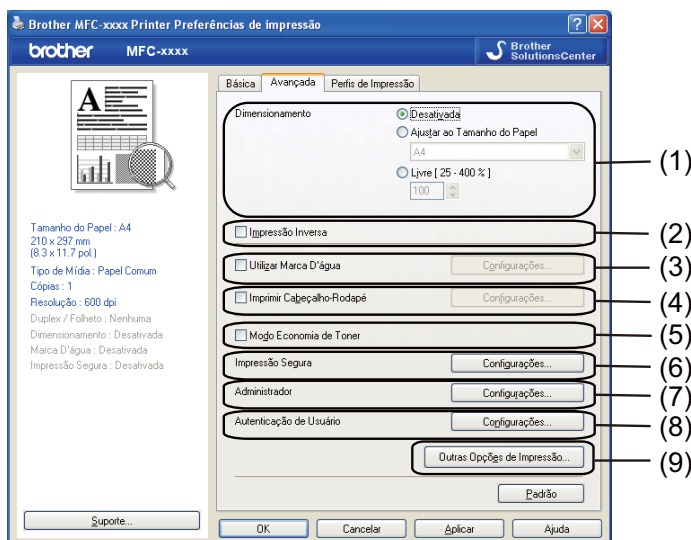 Brother MFC-xxxx Printer Preferências de impressão
brother MFC-xxxx
Brother
SolutionsCenter
Básica Avançada Perfis de Impressão
A
Tamanho do Papel : A4
210 x 297 mm
(8.3 x 11.7 pol.)
Tipo de Mídia : Papel Comum
Cópias : 1
Resolução : 600 dpi
Duplex / Folheto : Nenhuma
Dimensionamento : Desativada
Marca D'água : Desativada
Impressão Segura : Desativada
Suporte...
Dimensionamento
Desativada
Ajustar ao Tamanho do Papel
A4
Livre [ 25 - 400 % ]
100
(1)
Impressão Inversa
(2)
Utilizar Marca D'água Configurações...
(3)
Imprimir Cabeçalho-Rodapé Configurações...
(4)
Modo Economia de Toner
(5)
Impressão Segura Configurações...
(6)
Administrador Configurações...
(7)
Autenticação de Usuário Configurações...
(8)
Outras Opções de Impressão...
(9)
Padrão
OK Cancelar Aplicar Ajuda